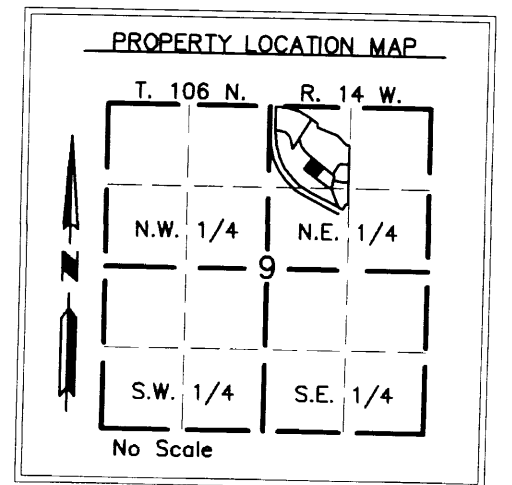 PROPERTY LOCATION MAP
T. 106 N. R. 14 W.
N.W. 1/4 N.E. 1/4
N
9
S.W. 1/4 S.E. 1/4
No Scale